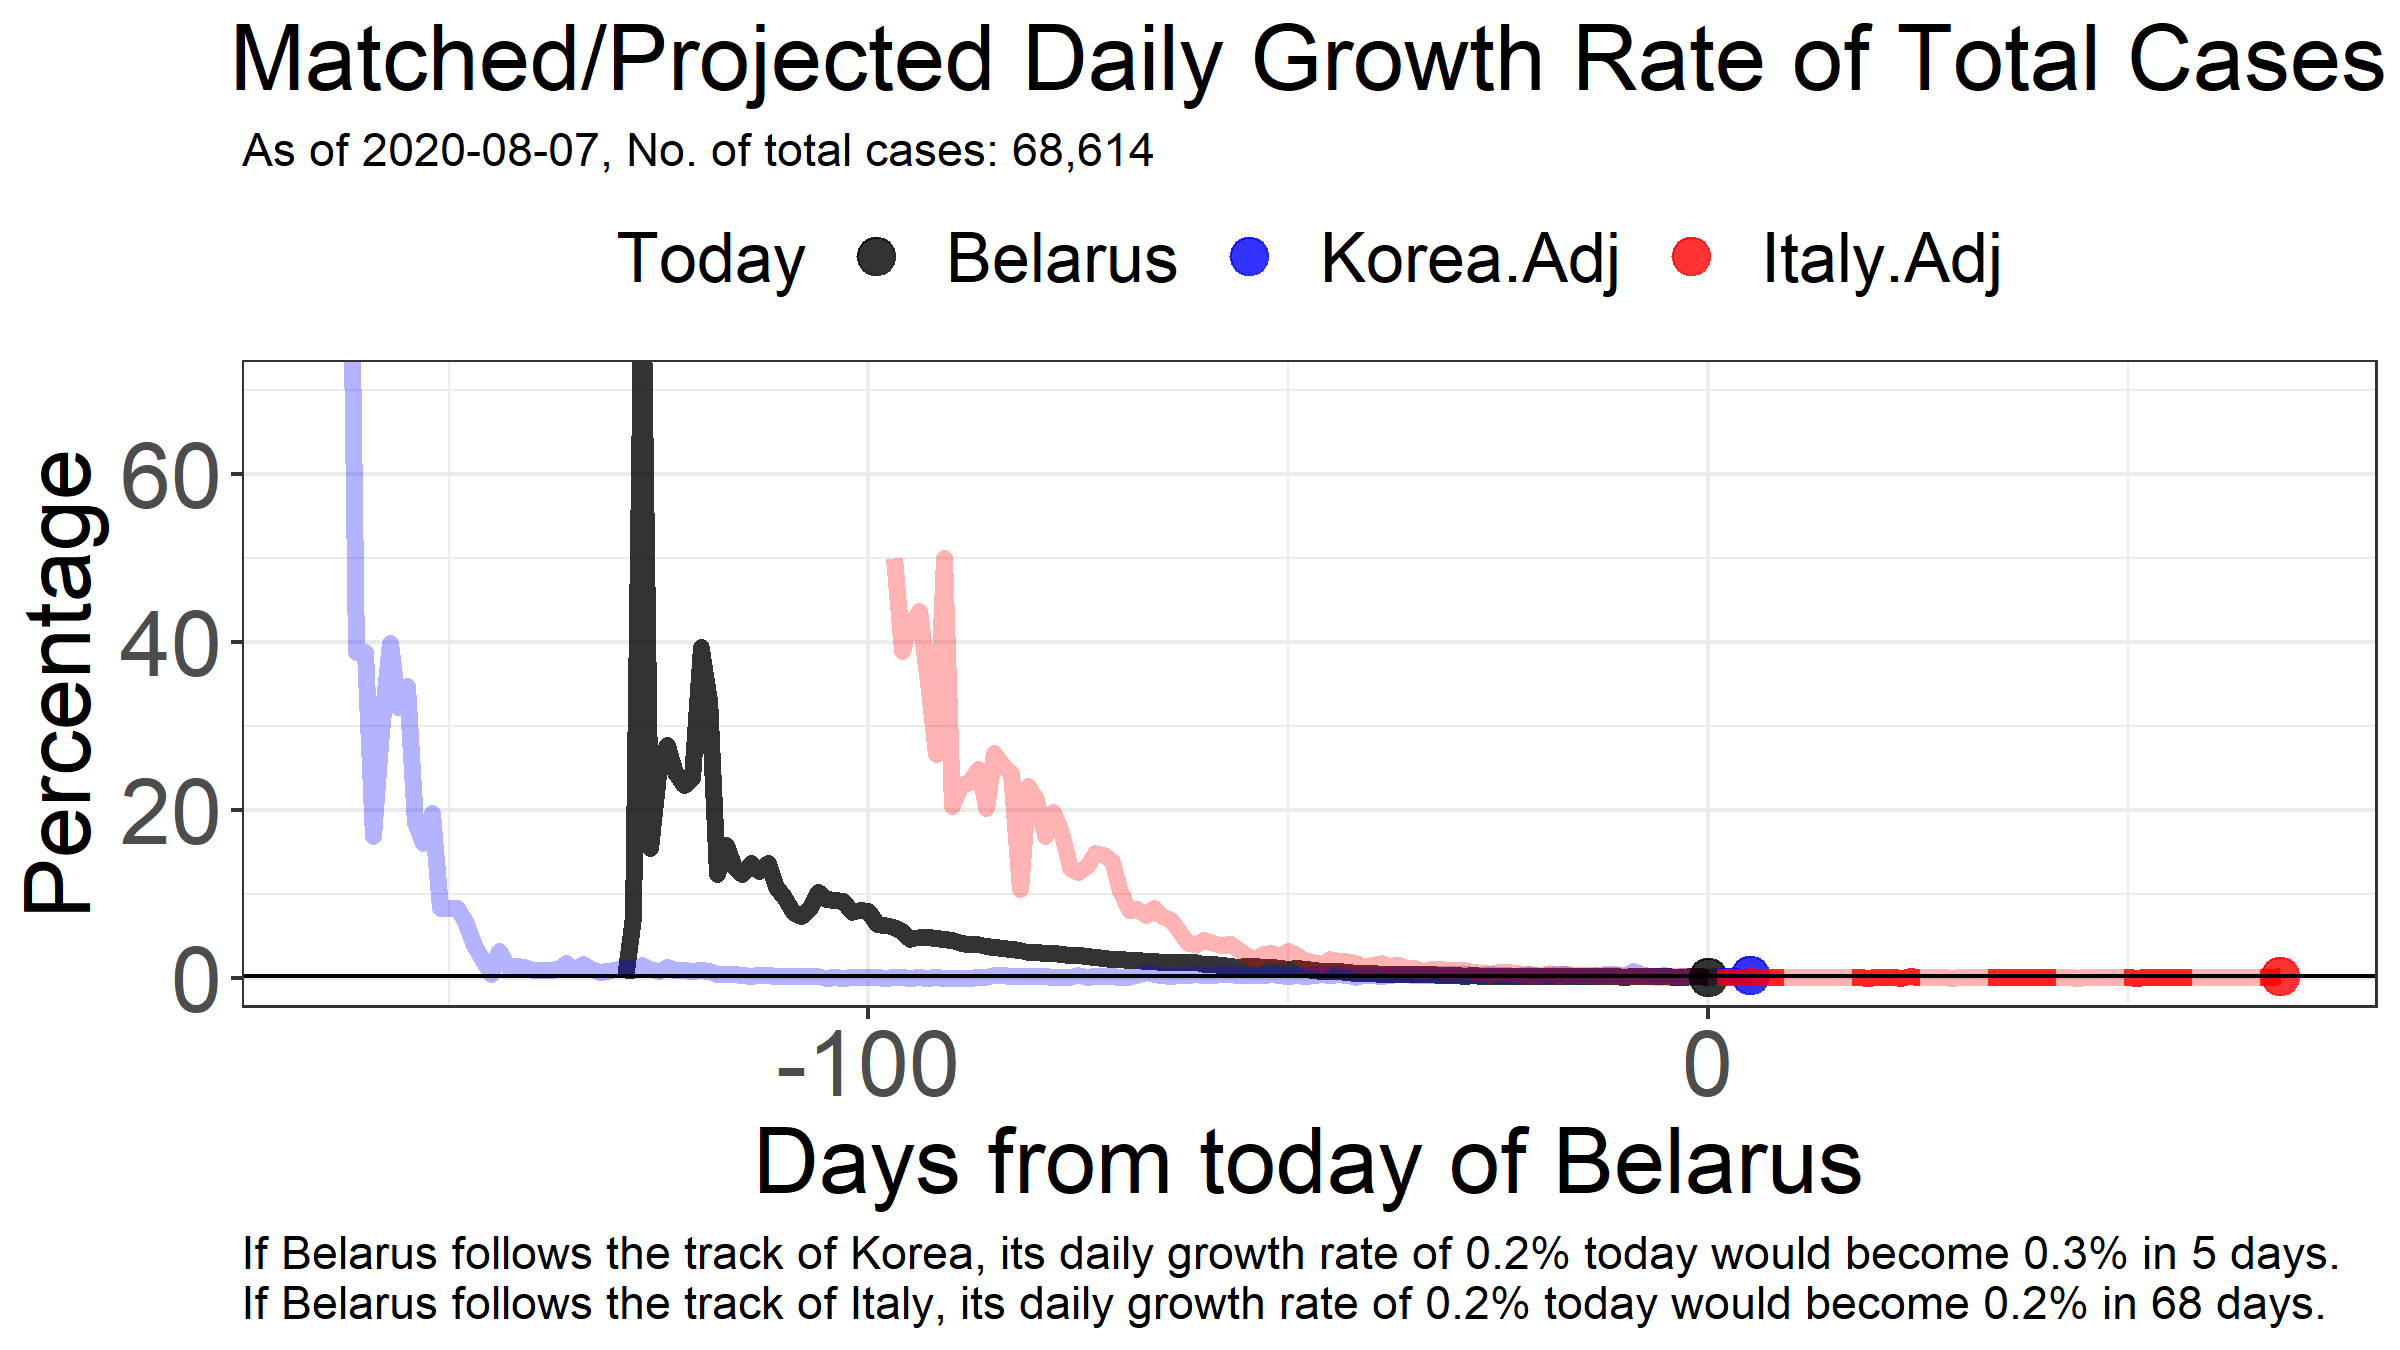 Matched/Projected Daily Growth Rate of Total Cases
As of 2020-08-07, No. of total cases: 68,614
Today Belarus Korea.Adj Italy.Adj
Percentage
60
40
20
0
-100 0
Days from today of Belarus
If Belarus follows the track of Korea, its daily growth rate of 0.2% today would become 0.3% in 5 days.
If Belarus follows the track of Italy, its daily growth rate of 0.2% today would become 0.2% in 68 days.